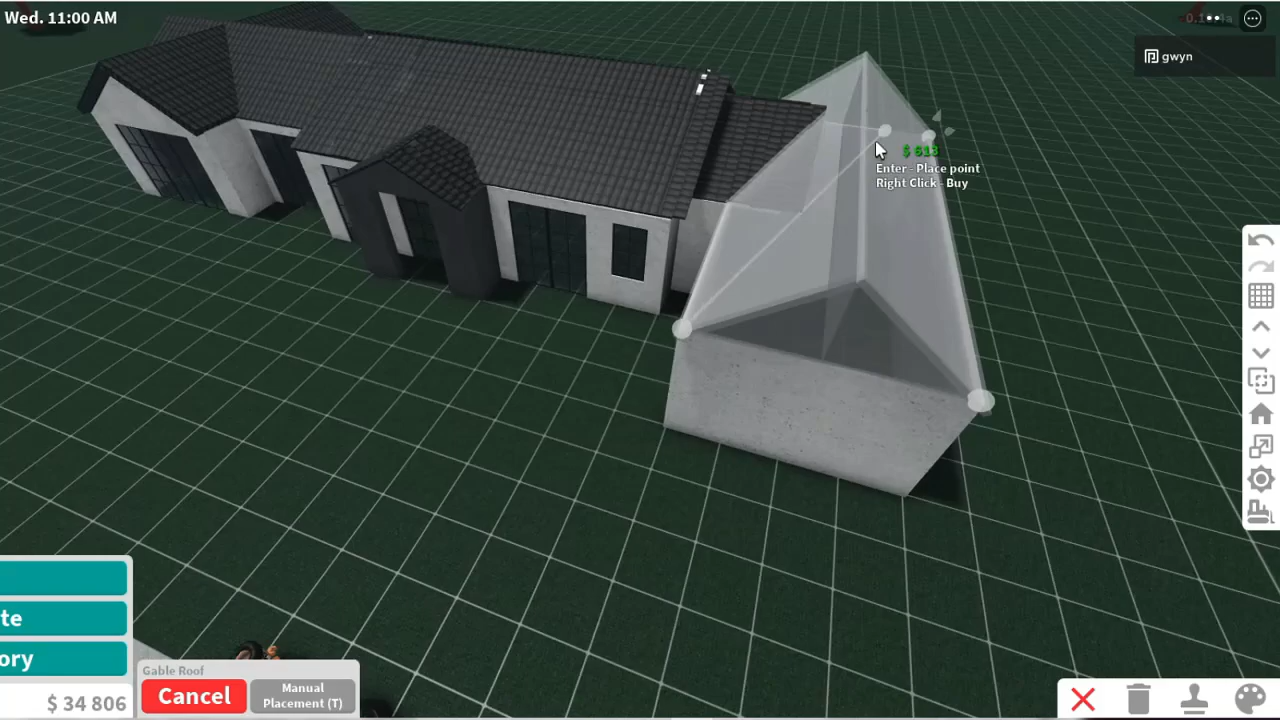 Wed. 11:00 AM
gwyn
$ 613
Enter - Place point
Right Click - Buy
te
ory
$ 34 806
Gable Roof
Cancel
Manual
Placement (T)